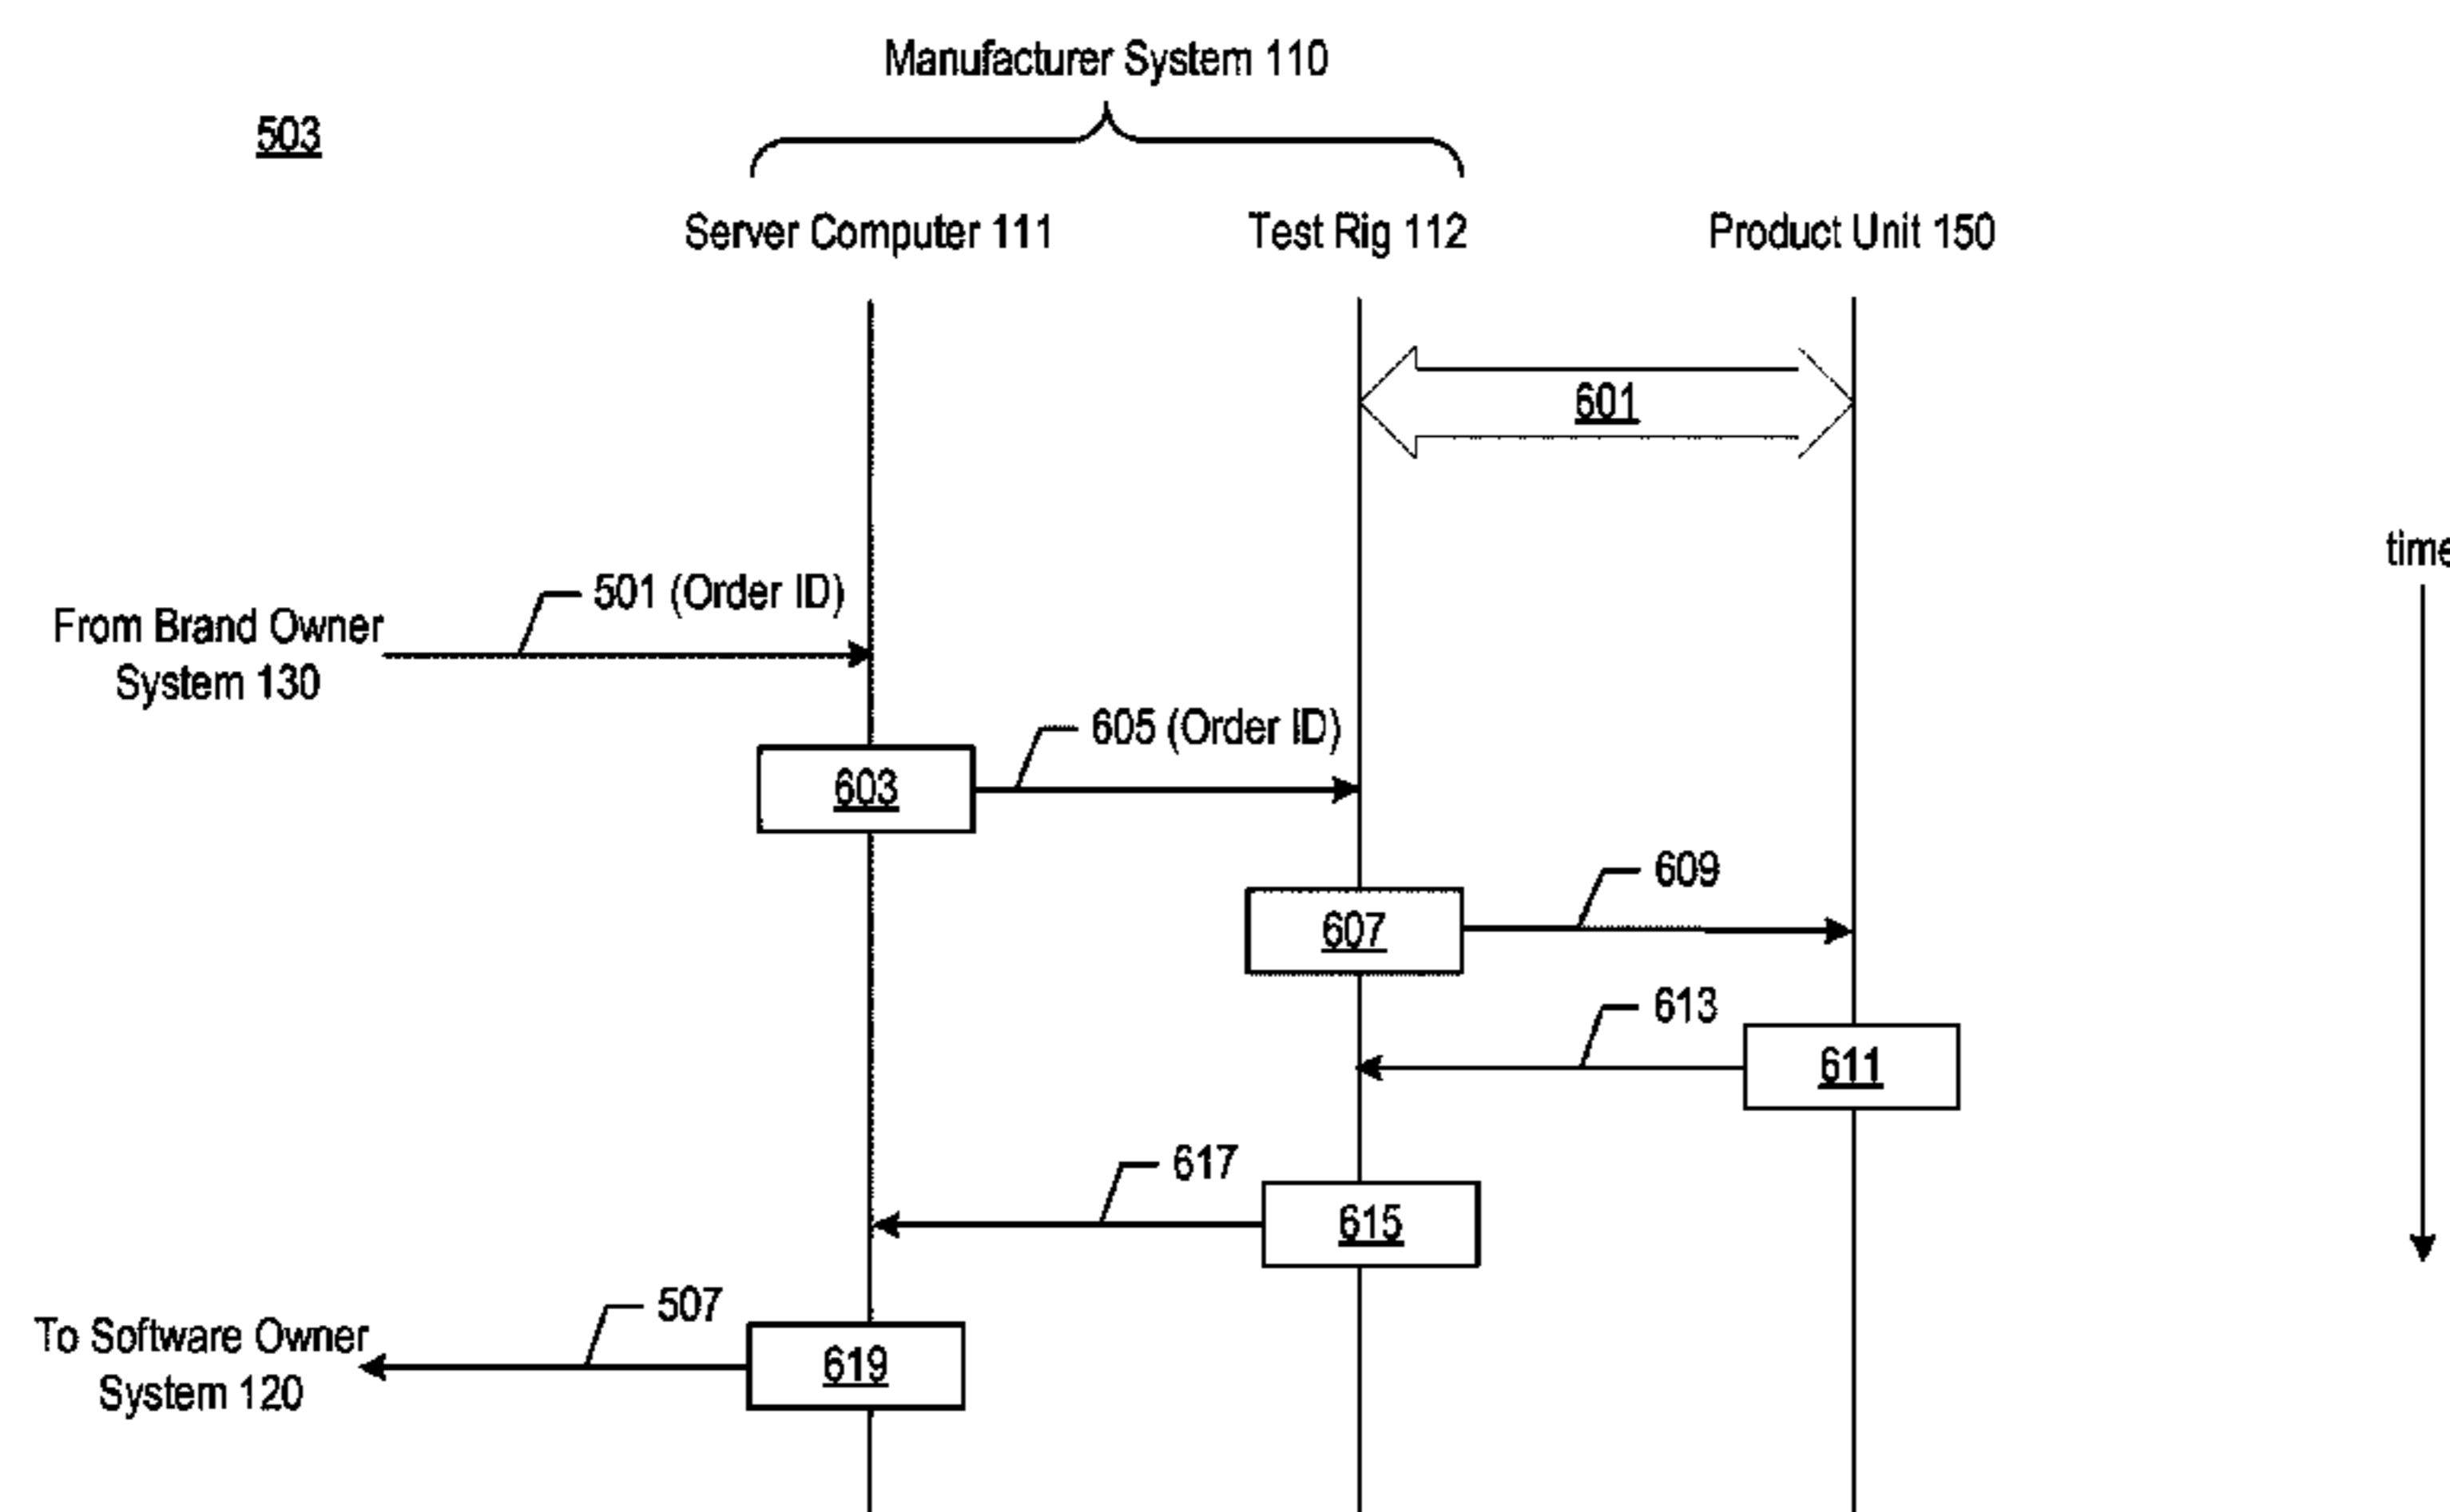 Manufacturer System 110
503
Server Computer 111
Test Rig 112
Product Unit 150
601
time
501 (Order ID)
From Brand Owner
System 130
605 (Order ID)
603
609
607
613
611
617
615
507
To Software Owner
System 120
619